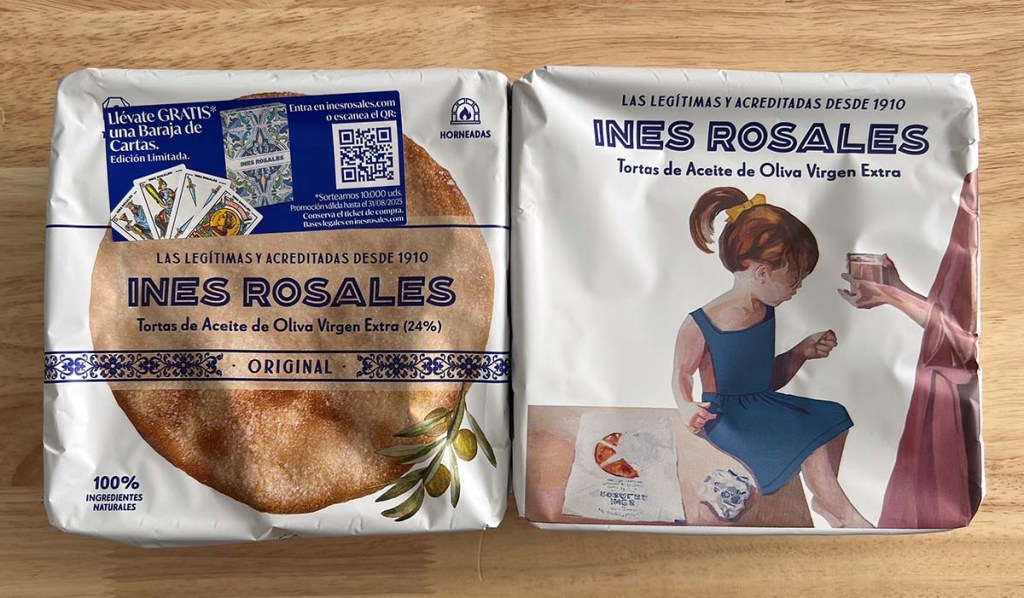 Llévate GRATIS*
una Baraja de
Cartas.
Edición Limitada.
INES ROSALES
Entra en inesrosales.com
o escanea el QR:
*Sorteamos 10.000 uds.
Promoción válida hasta el 31/08/2025
Conserva el ticket de compra.
Bases legales en inesrosales.com
HORNEADAS
LAS LEGÍTIMAS Y ACREDITADAS DESDE 1910
INES ROSALES
Tortas de Aceite de Oliva Virgen Extra (24%)
· ORIGINAL ·
100%
INGREDIENTES
NATURALES
LAS LEGÍTIMAS Y ACREDITADAS DESDE 1910
INES ROSALES
Tortas de Aceite de Oliva Virgen Extra